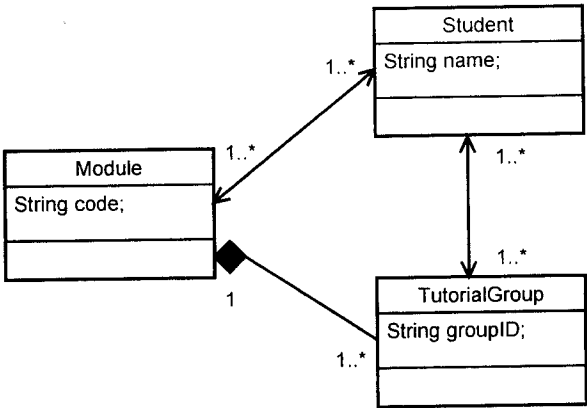 Student
String name;
1..*
1..*
1..*
Module
String code;
1..*
TutorialGroup
1
String groupID;
1..*